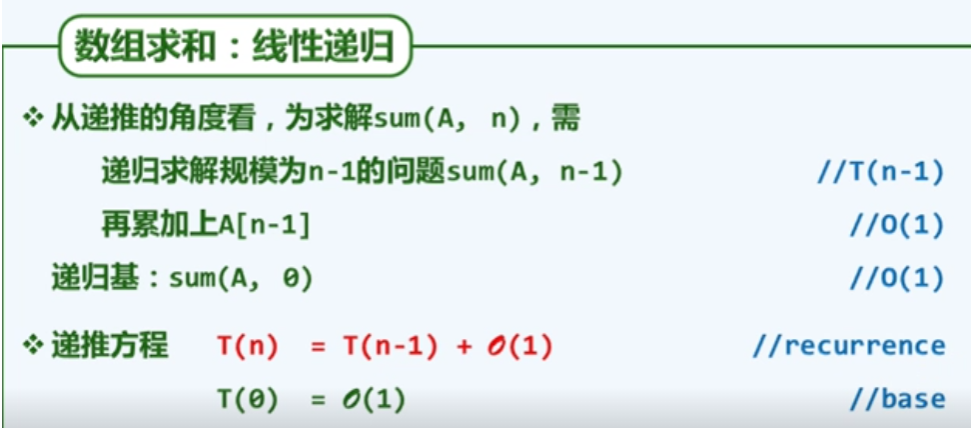 数组求和：线性递归
❖ 从递推的角度看，为求解sum(A, n)，需
递归求解规模为n-1的问题sum(A, n-1) //T(n-1)
再累加上A[n-1] //O(1)
递归基：sum(A, 0) //O(1)
❖ 递推方程 T(n) = T(n-1) + O(1) //recurrence
T(0) = O(1) //base